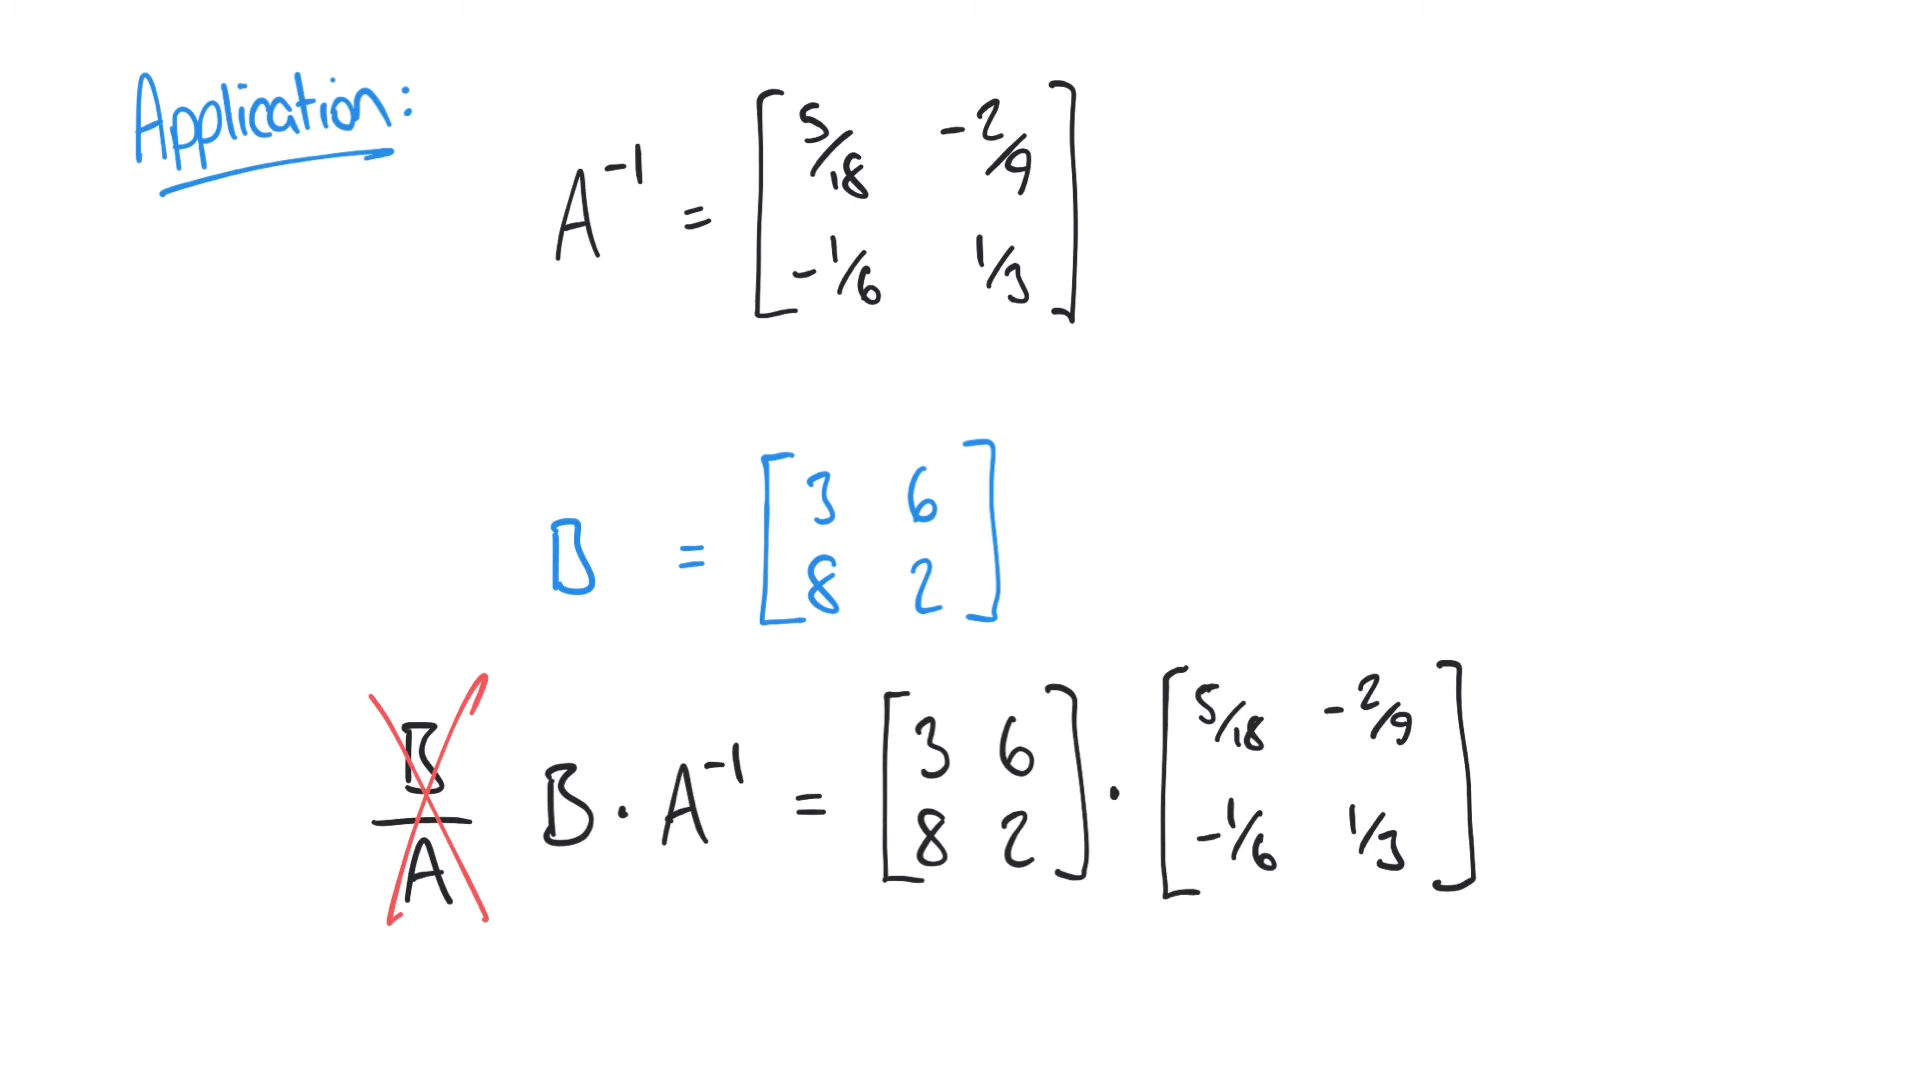 Application:
A⁻¹ = [ 5/18 -2/9
-1/6 1/3 ]
B = [ 3 6
8 2 ]
B/A B · A⁻¹ = [ 3 6
8 2 ] · [ 5/18 -2/9
-1/6 1/3 ]